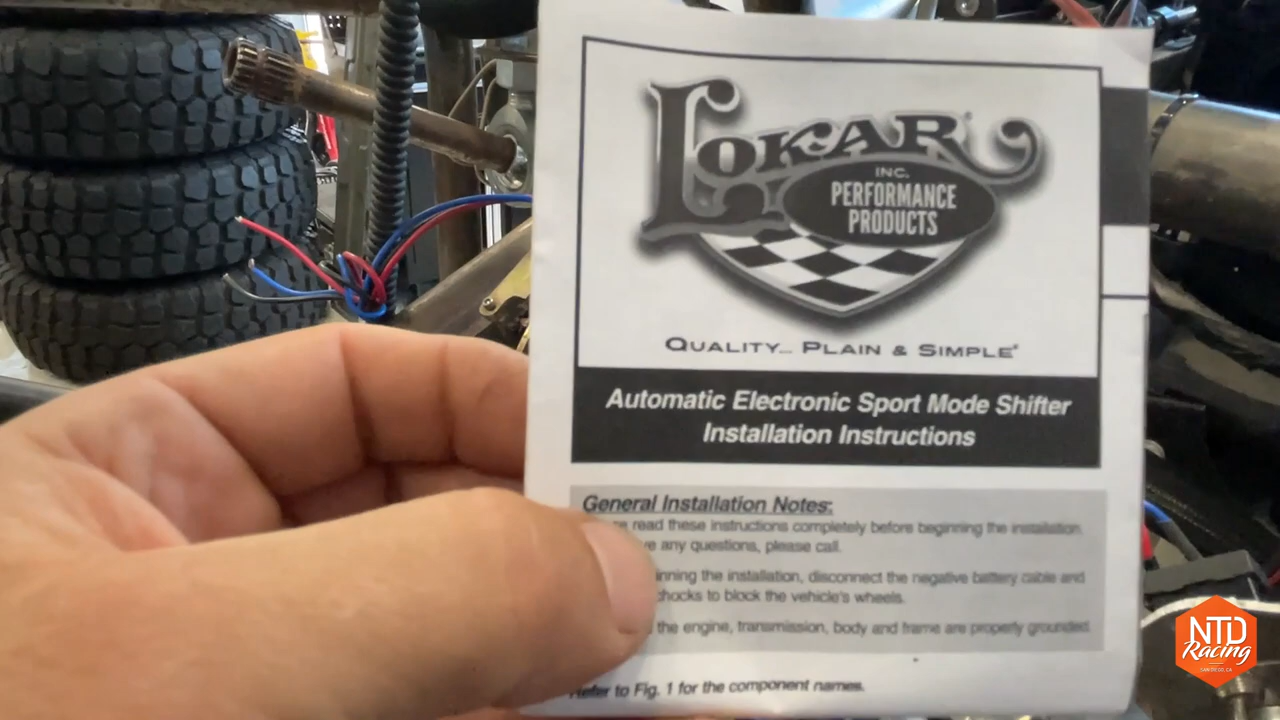 LOKAR
INC.
PERFORMANCE
PRODUCTS
QUALITY... PLAIN & SIMPLE®
Automatic Electronic Sport Mode Shifter
Installation Instructions
General Installation Notes:
read these instructions completely before beginning the installation.
any questions, please call.
the installation, disconnect the negative battery cable and
chocks to block the vehicle's wheels.
the engine, transmission, body and frame are properly grounded.
Refer to Fig. 1 for the component names.
NTD
Racing
SAN DIEGO, CA